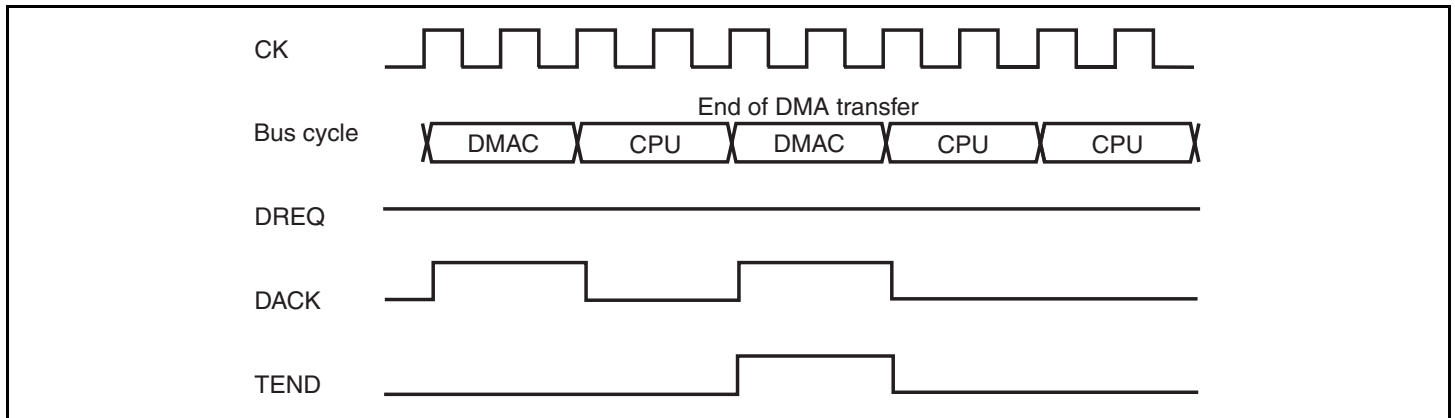 CK
End of DMA transfer
Bus cycle DMAC CPU DMAC CPU CPU
DREQ
DACK
TEND